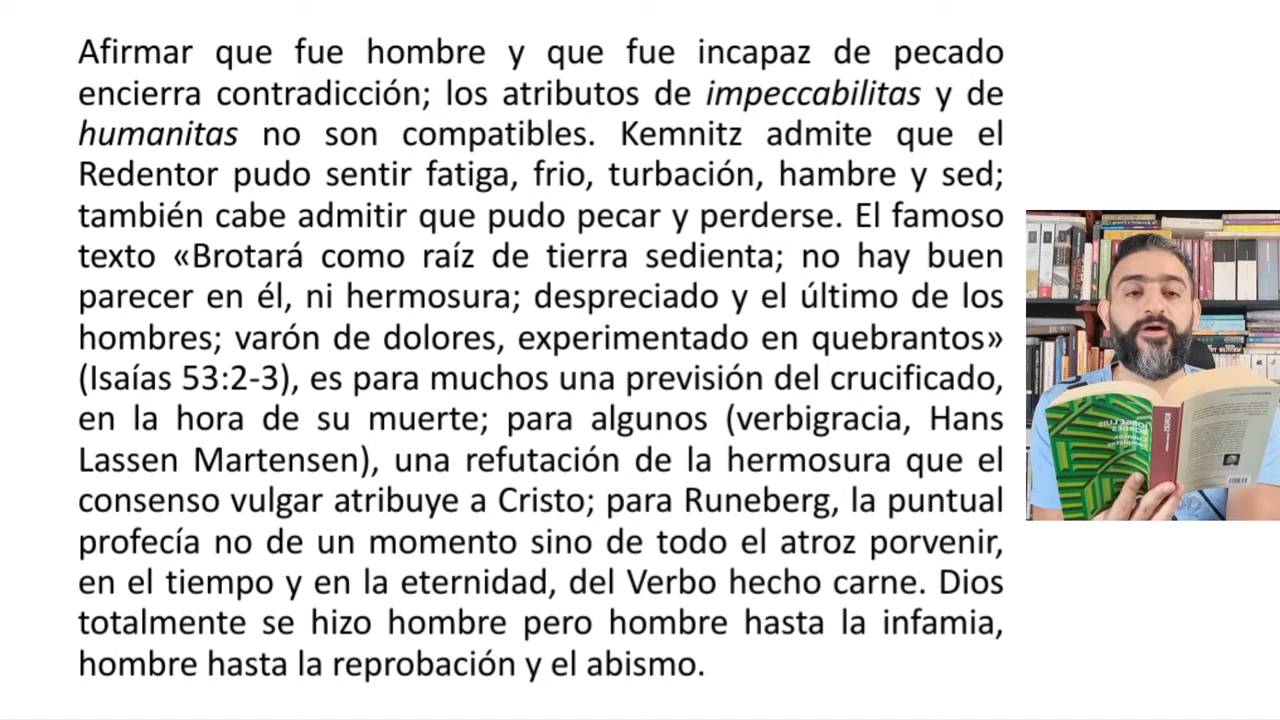 Afirmar que fue hombre y que fue incapaz de pecado
encierra contradicción; los atributos de impeccabilitas y de
humanitas no son compatibles. Kemnitz admite que el
Redentor pudo sentir fatiga, frio, turbación, hambre y sed;
también cabe admitir que pudo pecar y perderse. El famoso
texto «Brotará como raíz de tierra sedienta; no hay buen
parecer en él, ni hermosura; despreciado y el último de los
hombres; varón de dolores, experimentado en quebrantos»
(Isaías 53:2-3), es para muchos una previsión del crucificado,
en la hora de su muerte; para algunos (verbigracia, Hans
Lassen Martensen), una refutación de la hermosura que el
consenso vulgar atribuye a Cristo; para Runeberg, la puntual
profecía no de un momento sino de todo el atroz porvenir,
en el tiempo y en la eternidad, del Verbo hecho carne. Dios
totalmente se hizo hombre pero hombre hasta la infamia,
hombre hasta la reprobación y el abismo.
JORGE LUIS
BORGES
Cuentos
completos
BORGES